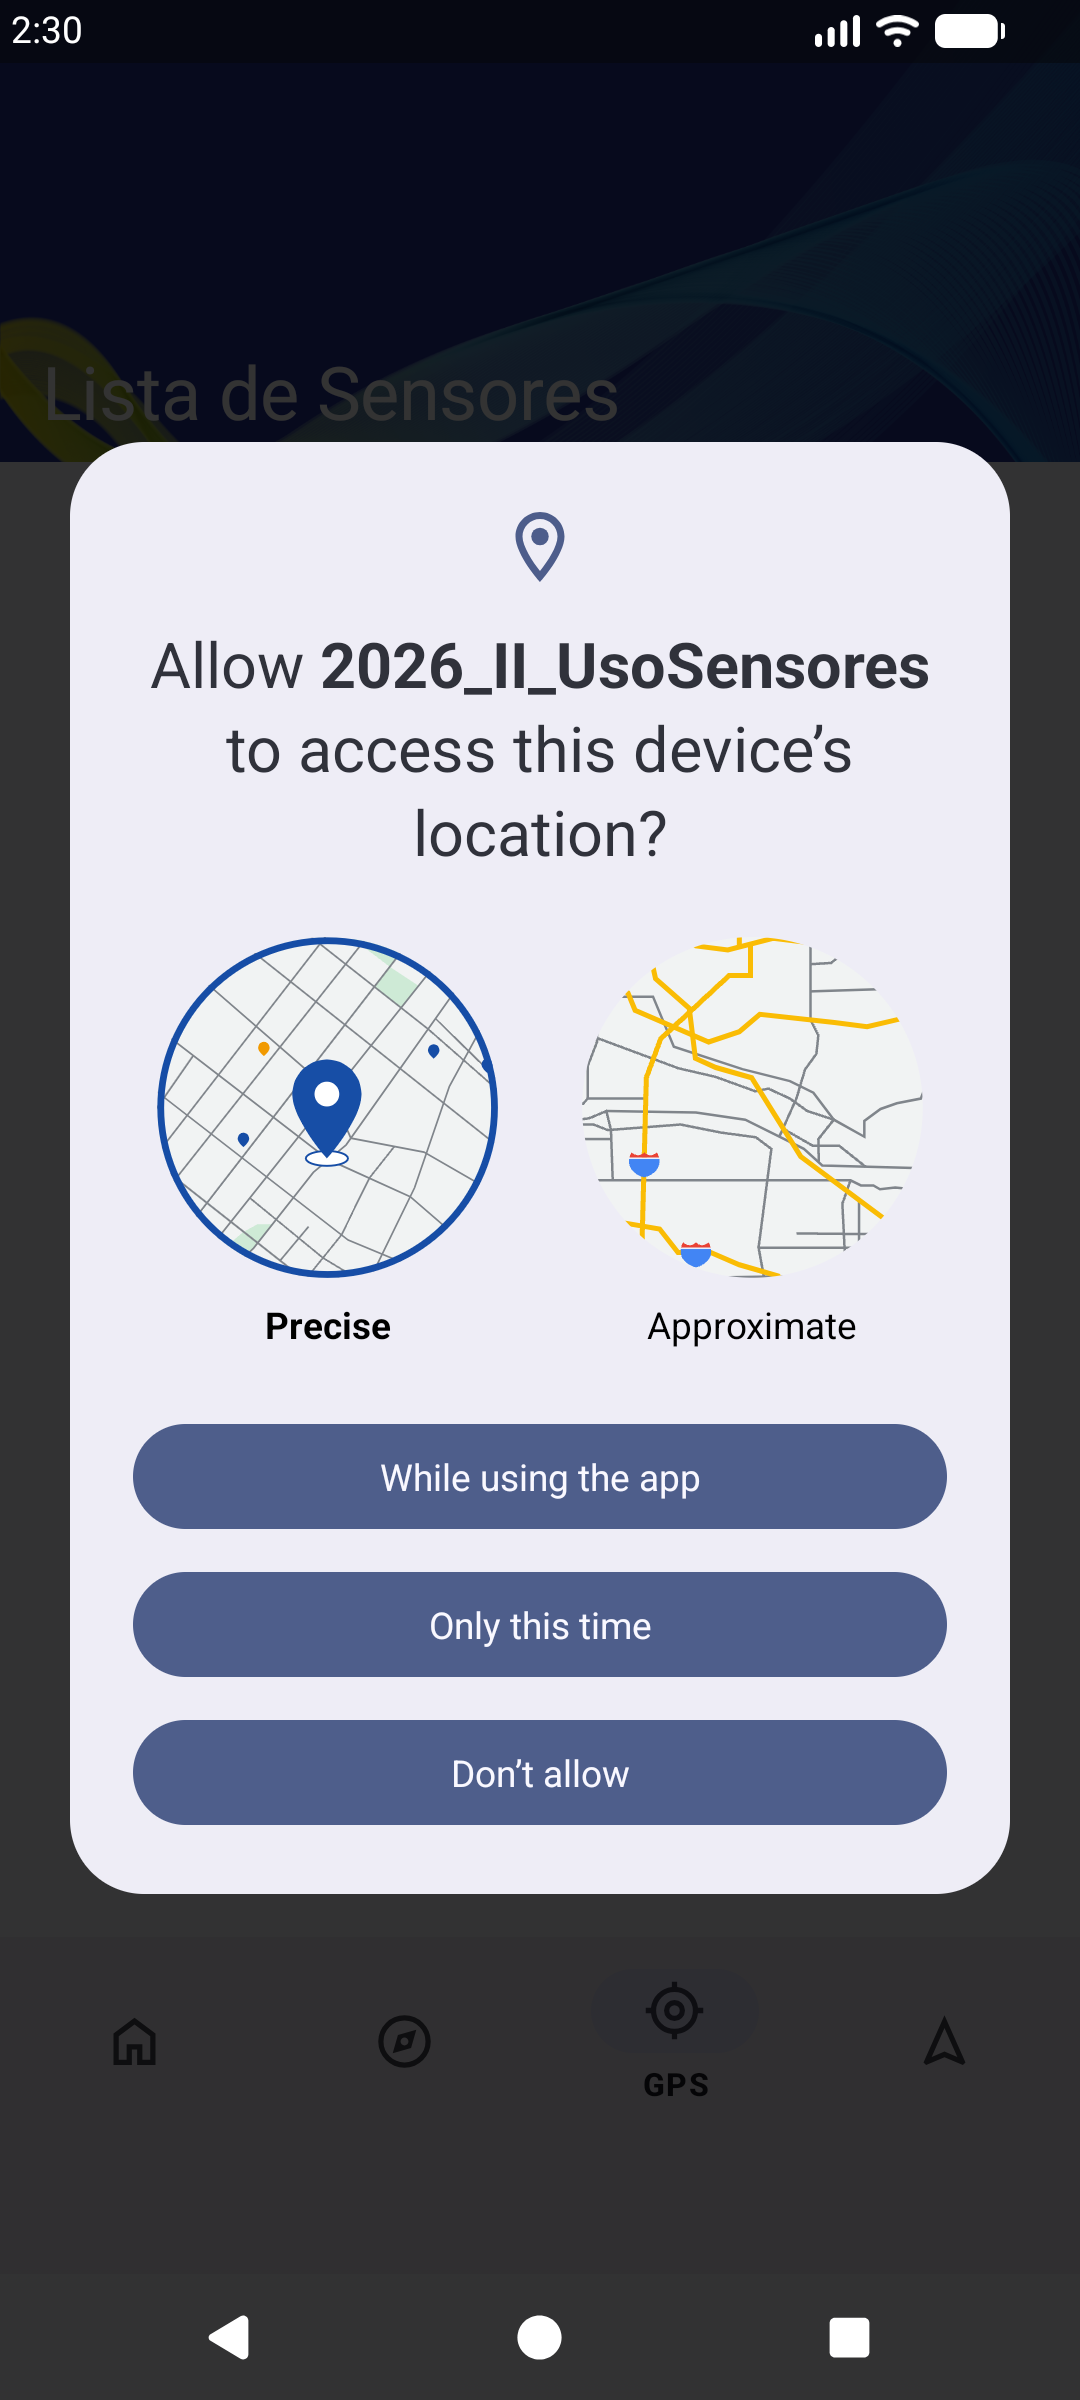 2:30
Lista de Sensores
Allow 2026_II_UsoSensores
to access this device’s
location?
Precise
Approximate
While using the app
Only this time
Don’t allow
GPS